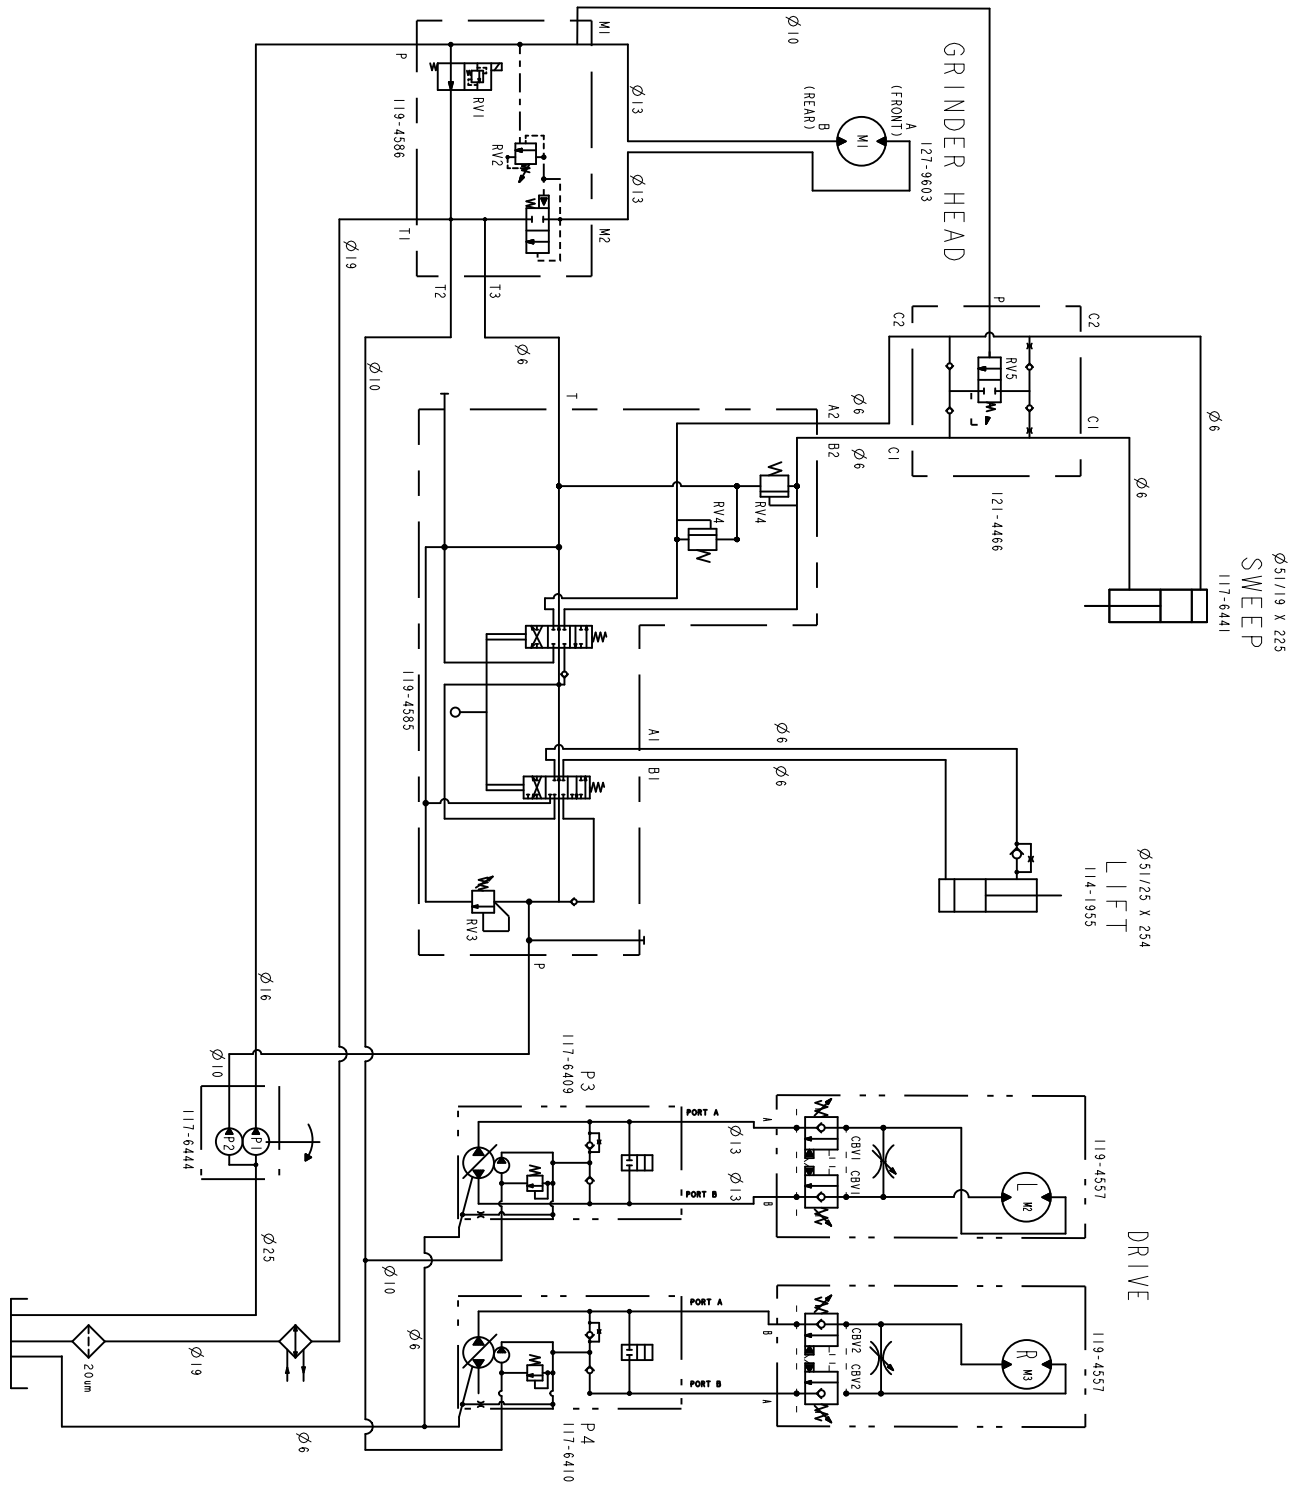 GRINDER HEAD
Ø10
M1
P
Ø13
RV1
119-4586
RV2
(FRONT)
A
B
(REAR)
M1
127-9603
Ø13
M2
T1
Ø19
T2
T3
Ø10
Ø6
P
C2
C2
RV5
C1
C1
121-4466
Ø6
Ø6
A2
Ø6
B2
Ø6
T
RV4
RV4
Ø51/19 X 225
SWEEP
117-6441
119-4585
A1
B1
Ø6
Ø6
Ø51/25 X 254
LIFT
114-1955
RV3
P
Ø16
Ø10
117-6444
P2
P1
Ø25
P3
117-6409
PORT A
PORT B
A
B
Ø13
Ø13
CBV1
CBV1
L
M2
119-4557
DRIVE
Ø10
Ø6
PORT A
PORT B
B
A
CBV2
CBV2
R
M3
119-4557
P4
117-6410
20um
Ø19
Ø6